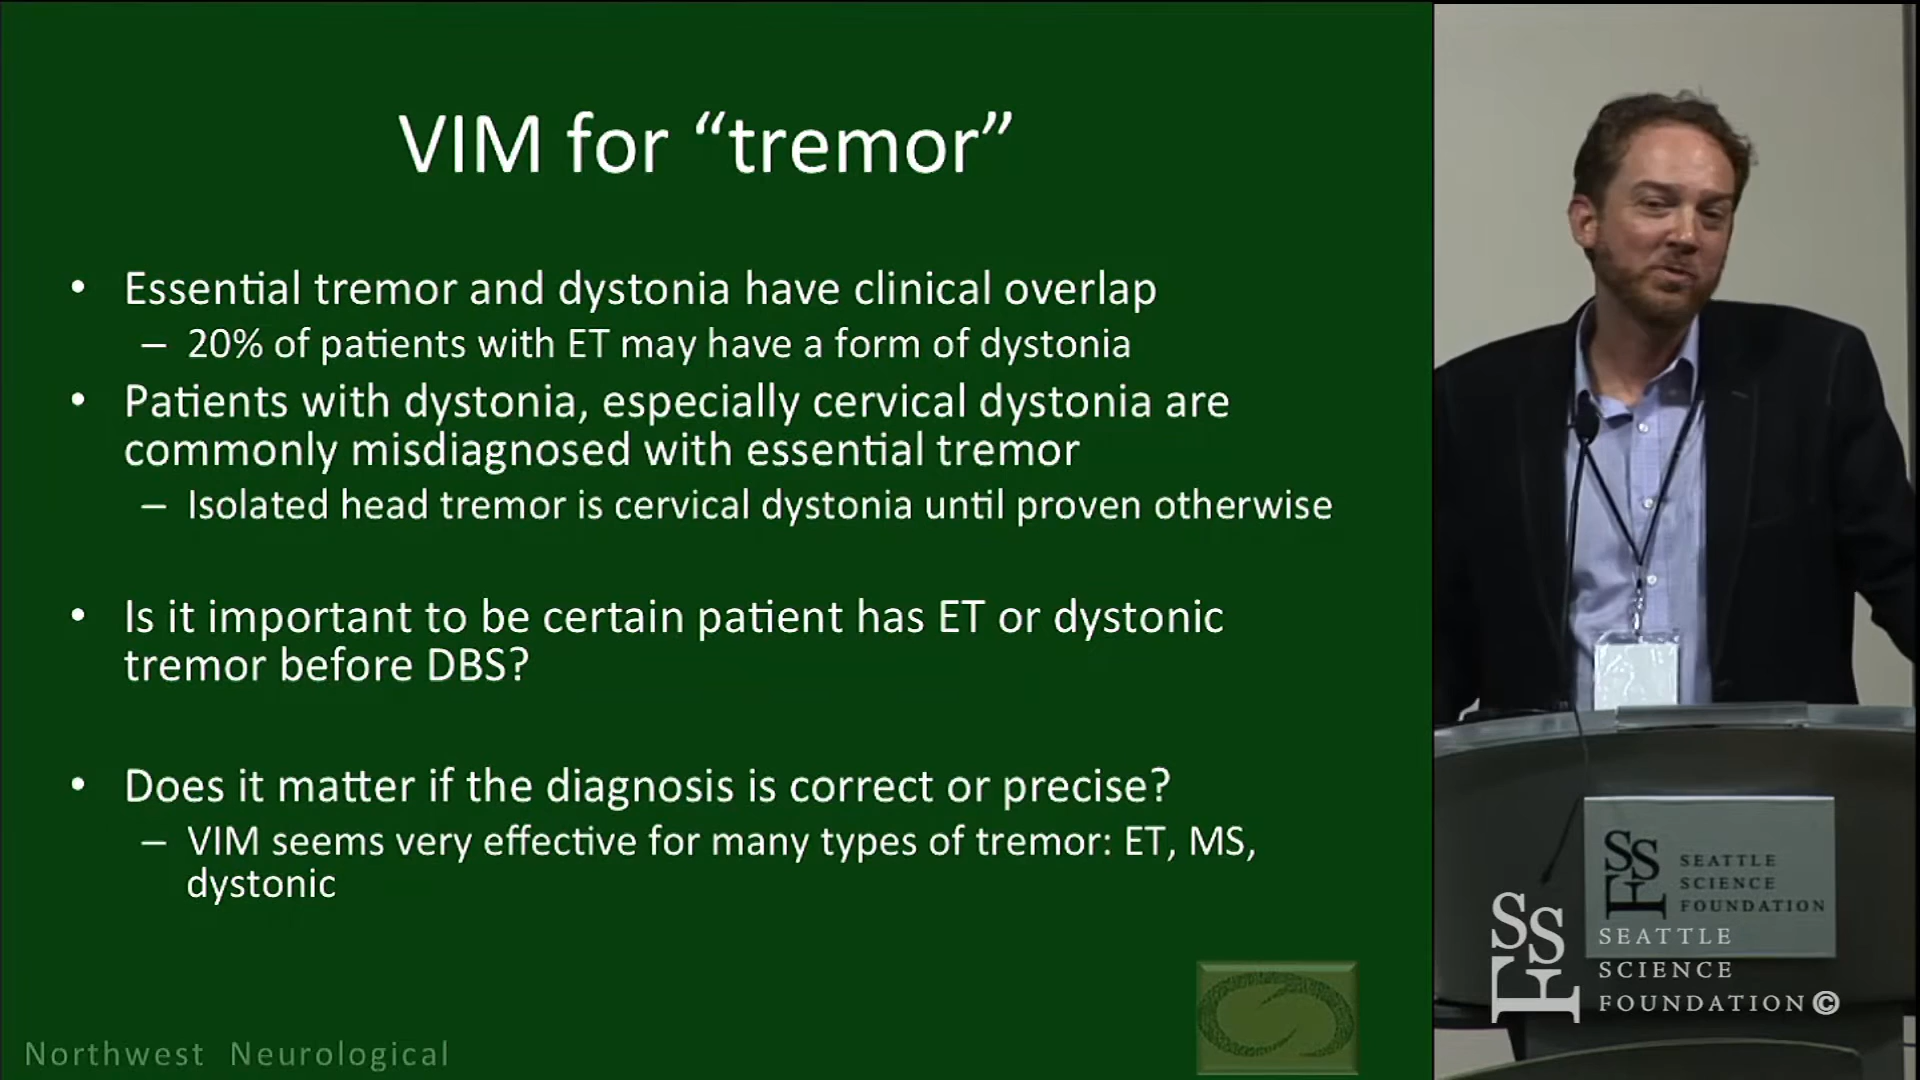 VIM for “tremor”
• Essential tremor and dystonia have clinical overlap
– 20% of patients with ET may have a form of dystonia
• Patients with dystonia, especially cervical dystonia are
commonly misdiagnosed with essential tremor
– Isolated head tremor is cervical dystonia until proven otherwise
• Is it important to be certain patient has ET or dystonic
tremor before DBS?
• Does it matter if the diagnosis is correct or precise?
– VIM seems very effective for many types of tremor: ET, MS,
dystonic
Northwest Neurological
SSF
SEATTLE
SCIENCE
FOUNDATION
SSF
SEATTLE
SCIENCE
FOUNDATION©